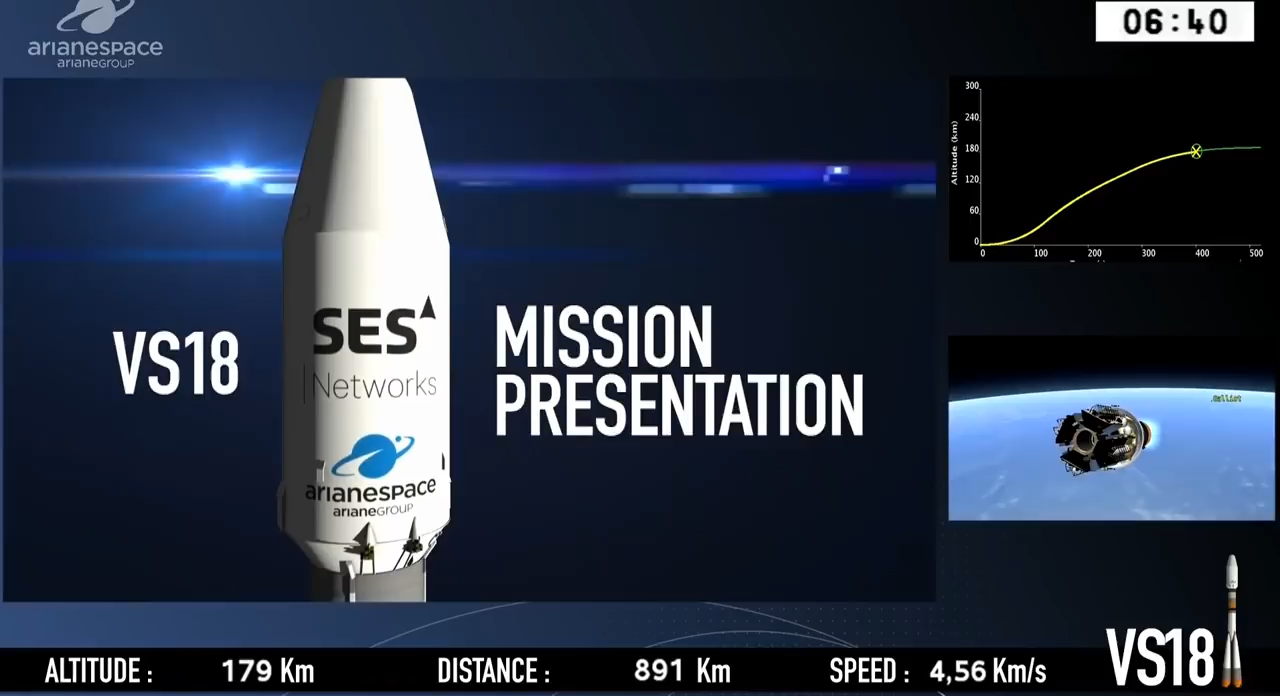 arianespace
arianeGROUP
06:40
VS18
SES
Networks
arianespace
arianeGROUP
MISSION
PRESENTATION
Altitude (km)
300
240
180
120
60
0
0 100 200 300 400 500
VS18
ALTITUDE : 179 Km DISTANCE : 891 Km SPEED : 4,56 Km/s